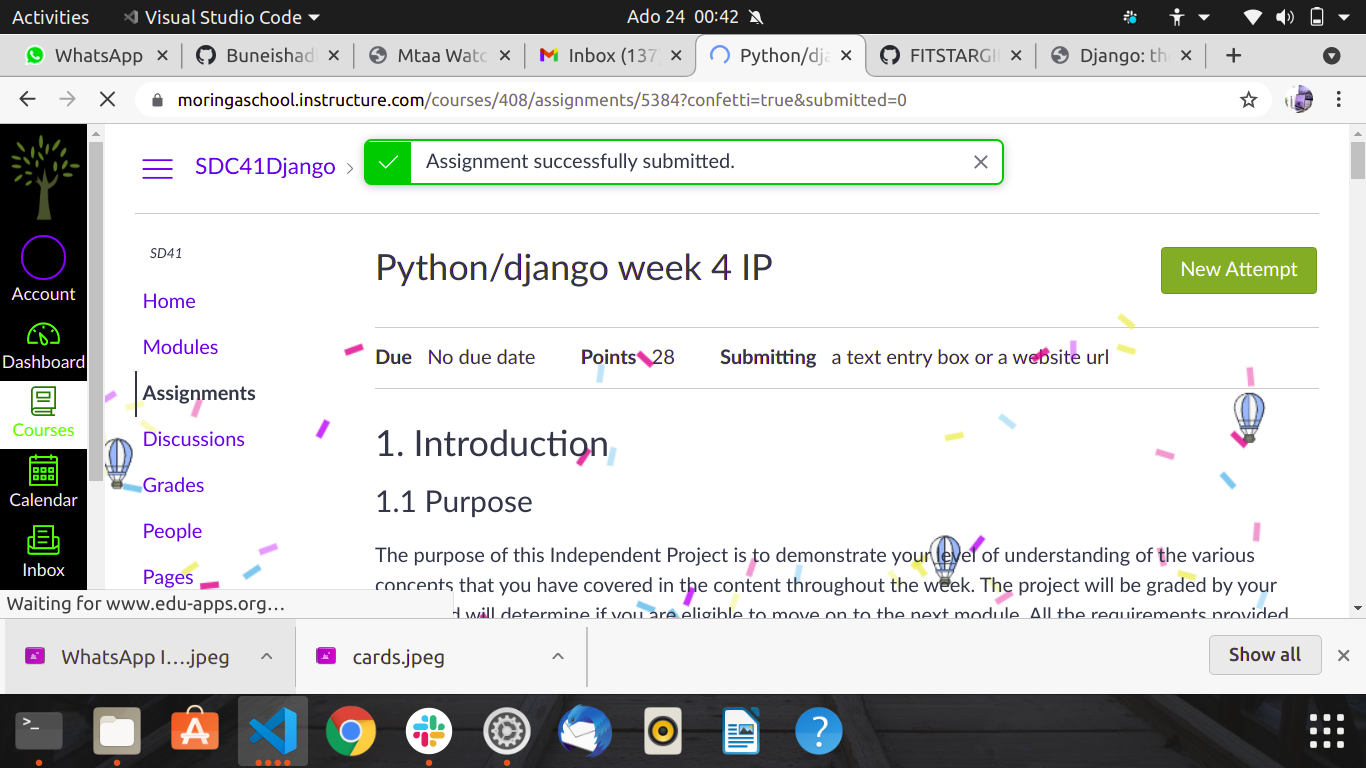 Activities Visual Studio Code Ado 24 00:42
WhatsApp Buneishad Mtaa Watc Inbox (137 Python/dja FITSTARGI Django: the
moringaschool.instructure.com/courses/408/assignments/5384?confetti=true&submitted=0
SDC41Django
Assignment successfully submitted.
Account
Dashboard
Courses
Calendar
Inbox
SD41
Home
Modules
Assignments
Discussions
Grades
People
Pages
Python/django week 4 IP
New Attempt
Due No due date Points 28 Submitting a text entry box or a website url
1. Introduction
1.1 Purpose
The purpose of this Independent Project is to demonstrate your level of understanding of the various
concepts that you have covered in the content throughout the week. The project will be graded by your
will determine if you are eligible to move on to the next module. All the requirements provided
Waiting for www.edu-apps.org...
WhatsApp I....jpeg cards.jpeg Show all